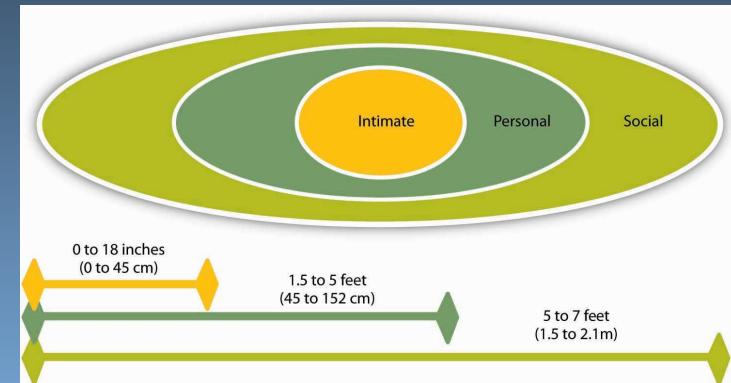 Intimate
Personal
Social
0 to 18 inches
(0 to 45 cm)
1.5 to 5 feet
(45 to 152 cm)
5 to 7 feet
(1.5 to 2.1m)